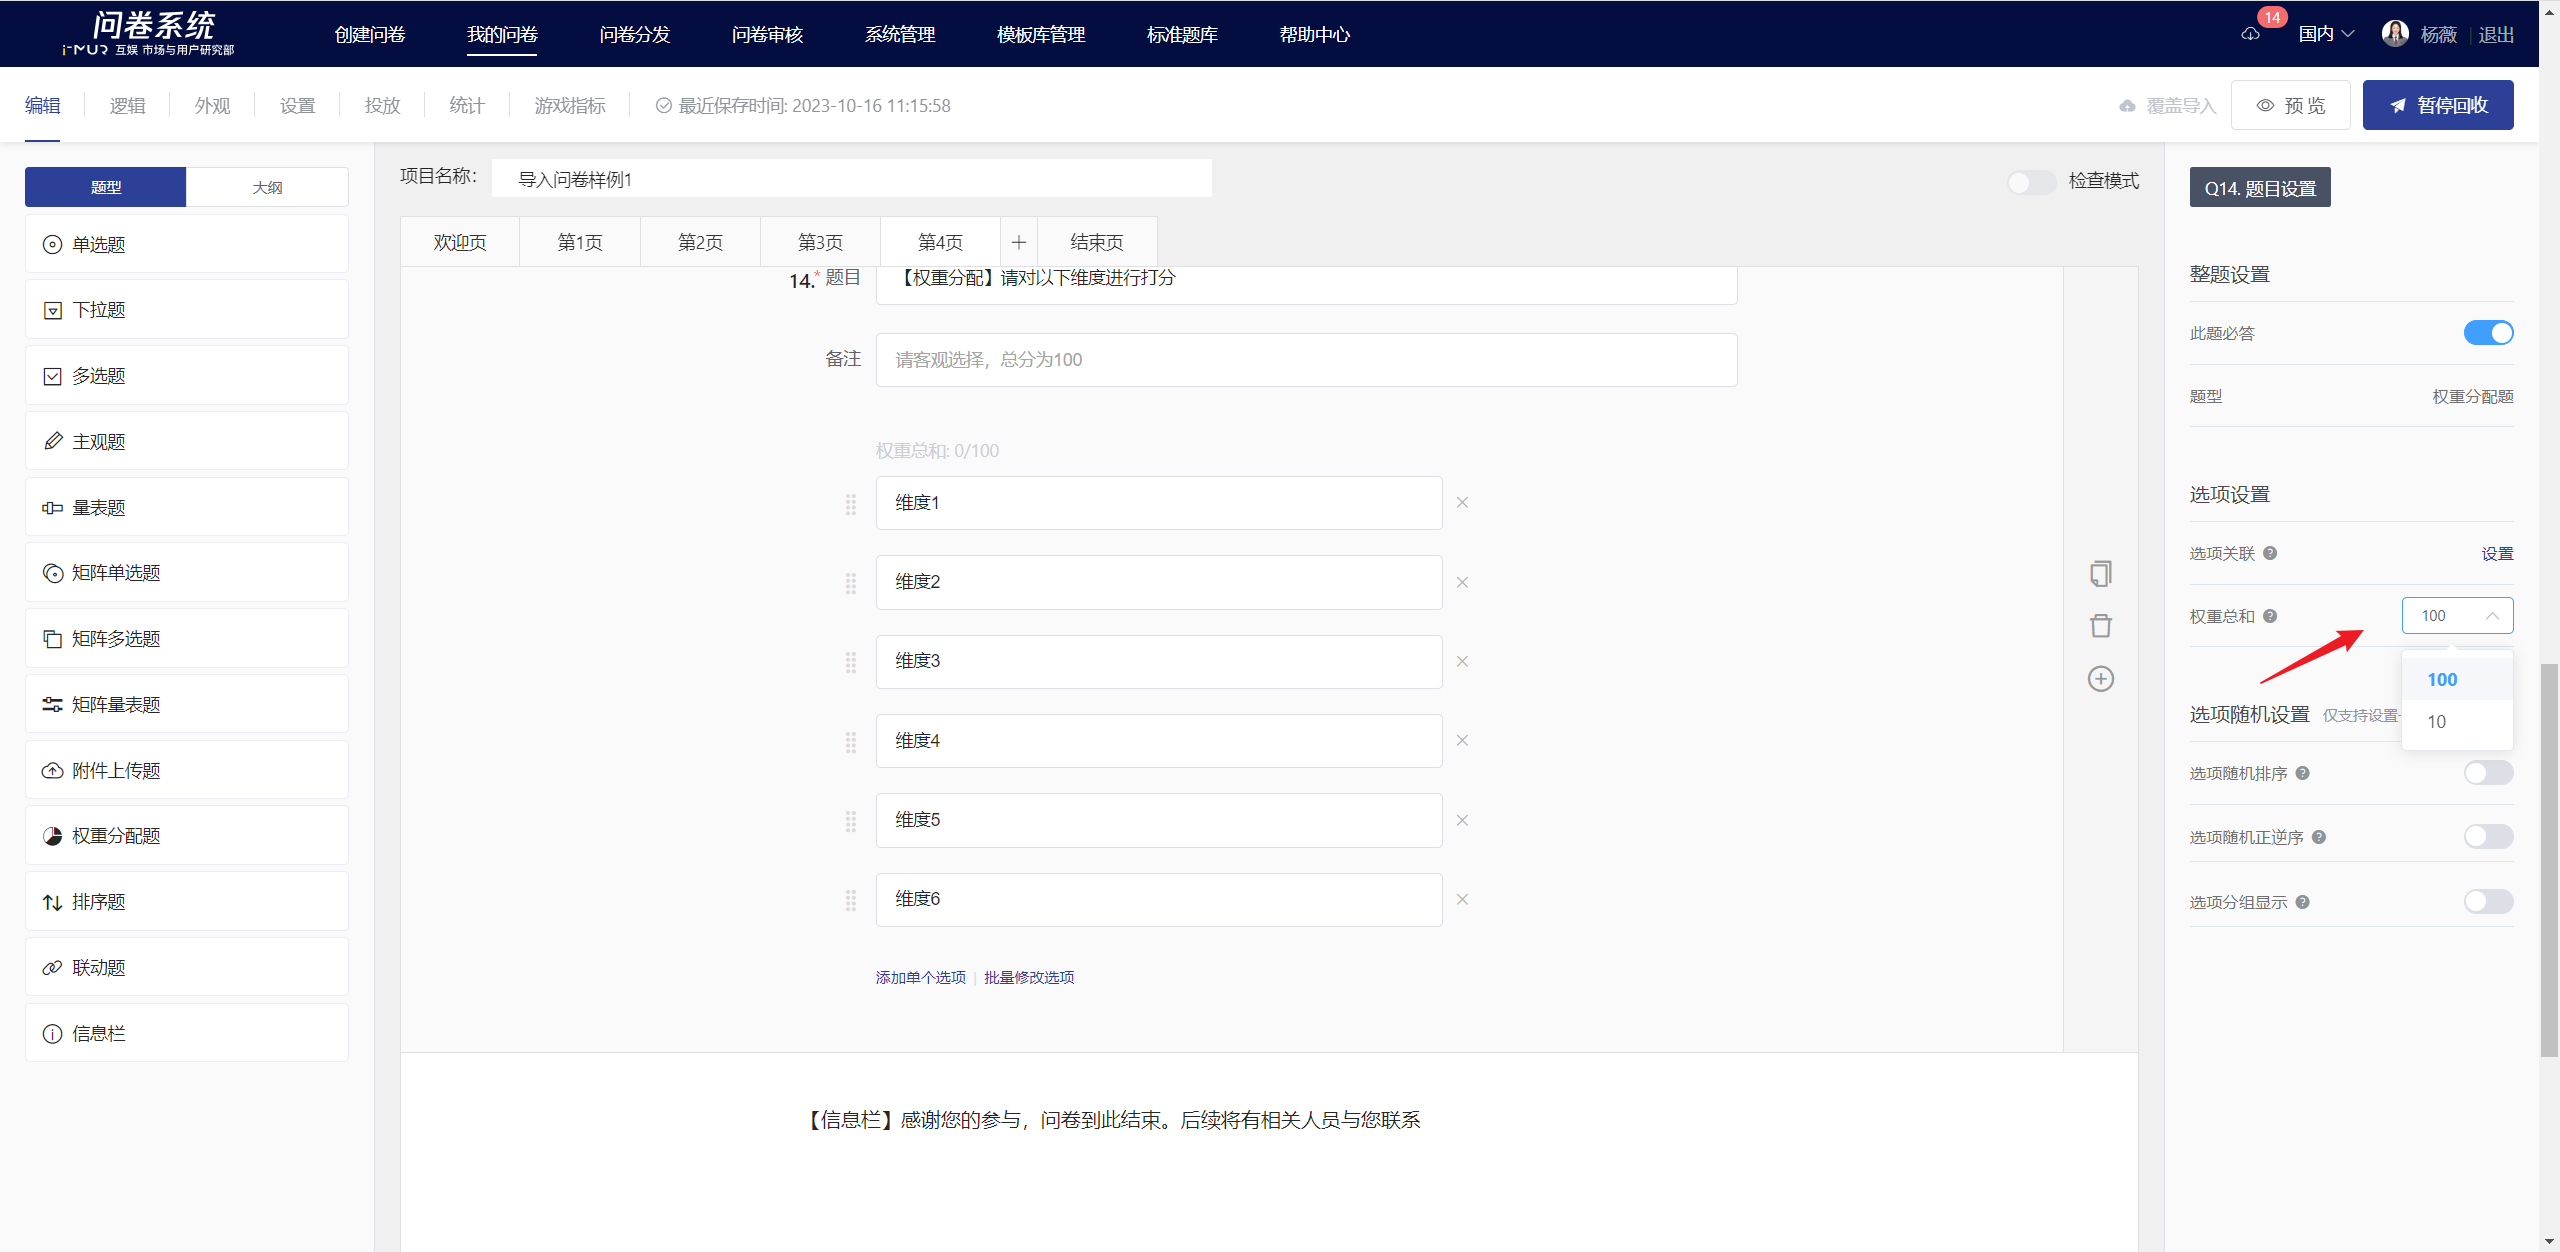 问卷系统
i-MUR 互娱 市场与用户研究部
创建问卷
我的问卷
问卷分发
问卷审核
系统管理
模板库管理
标准题库
帮助中心
14
国内
杨薇
退出
编辑
逻辑
外观
设置
投放
统计
游戏指标
最近保存时间: 2023-10-16 11:15:58
覆盖导入
预 览
暂停回收
题型
大纲
单选题
下拉题
多选题
主观题
量表题
矩阵单选题
矩阵多选题
矩阵量表题
附件上传题
权重分配题
排序题
联动题
信息栏
项目名称:
导入问卷样例1
检查模式
欢迎页
第1页
第2页
第3页
第4页
结束页
14.* 题目
【权重分配】请对以下维度进行打分
备注
请客观选择，总分为100
权重总和: 0/100
维度1
维度2
维度3
维度4
维度5
维度6
添加单个选项 | 批量修改选项
【信息栏】感谢您的参与，问卷到此结束。后续将有相关人员与您联系
Q14. 题目设置
整题设置
此题必答
题型
权重分配题
选项设置
选项关联
设置
权重总和
100
100
10
选项随机设置
仅支持设置
选项随机排序
选项随机正逆序
选项分组显示